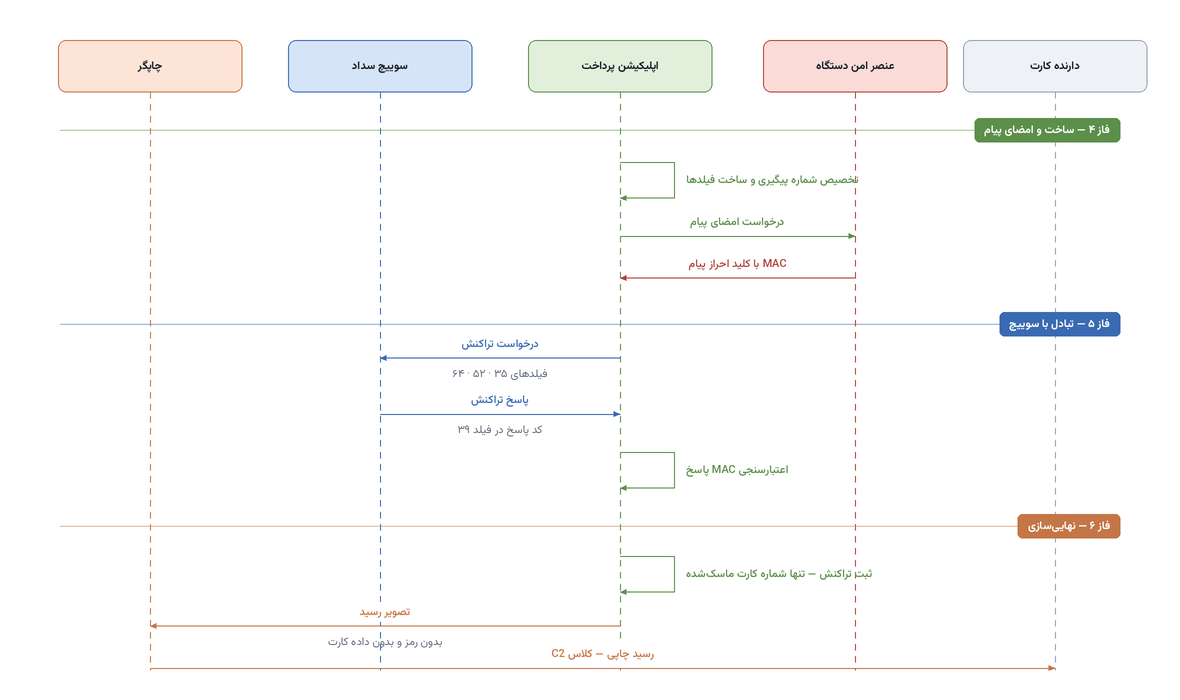 دارنده کارت
عنصر امن دستگاه
اپلیکیشن پرداخت
سوییچ سداد
چاپگر
فاز ۴ — ساخت و امضای پیام
تخصیص شماره پیگیری و ساخت فیلدها
درخواست امضای پیام
MAC با کلید احراز پیام
فاز ۵ — تبادل با سوییچ
درخواست تراکنش
فیلدهای ۳۵ · ۵۲ · ۶۴
پاسخ تراکنش
کد پاسخ در فیلد ۳۹
اعتبارسنجی MAC پاسخ
فاز ۶ — نهایی‌سازی
ثبت تراکنش — تنها شماره کارت ماسک‌شده
تصویر رسید
بدون رمز و بدون داده کارت
رسید چاپی — کلاس C2